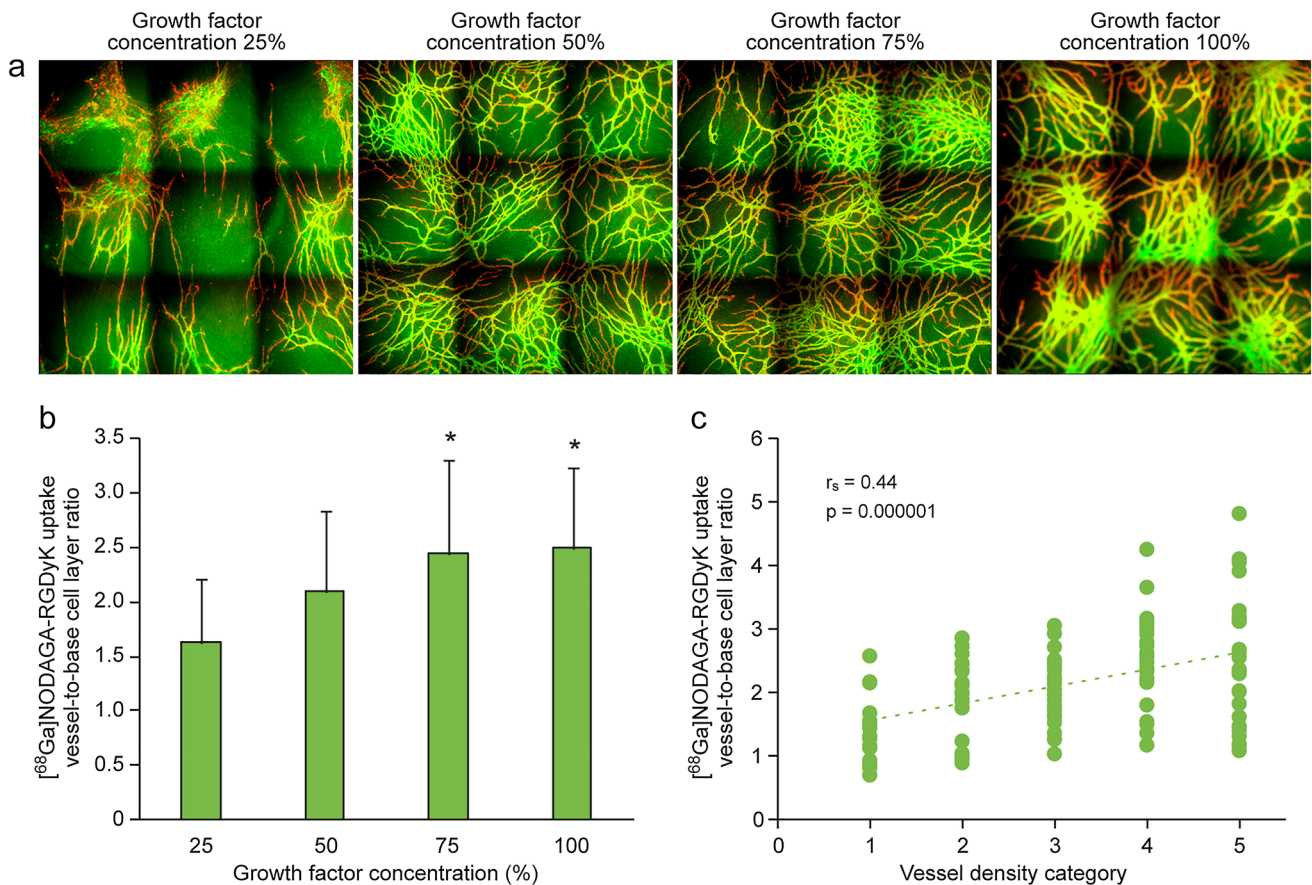 Growth factor
concentration 25%
Growth factor
concentration 50%
Growth factor
concentration 75%
Growth factor
concentration 100%
a
b
[⁶⁸Ga]NODAGA-RGDyK uptake
vessel-to-base cell layer ratio
3.5
3.0
2.5
2.0
1.5
1.0
0.5
0
*
*
25
50
75
100
Growth factor concentration (%)
c
[⁶⁸Ga]NODAGA-RGDyK uptake
vessel-to-base cell layer ratio
6
5
4
3
2
1
0
rₛ = 0.44
p = 0.000001
0
1
2
3
4
5
Vessel density category